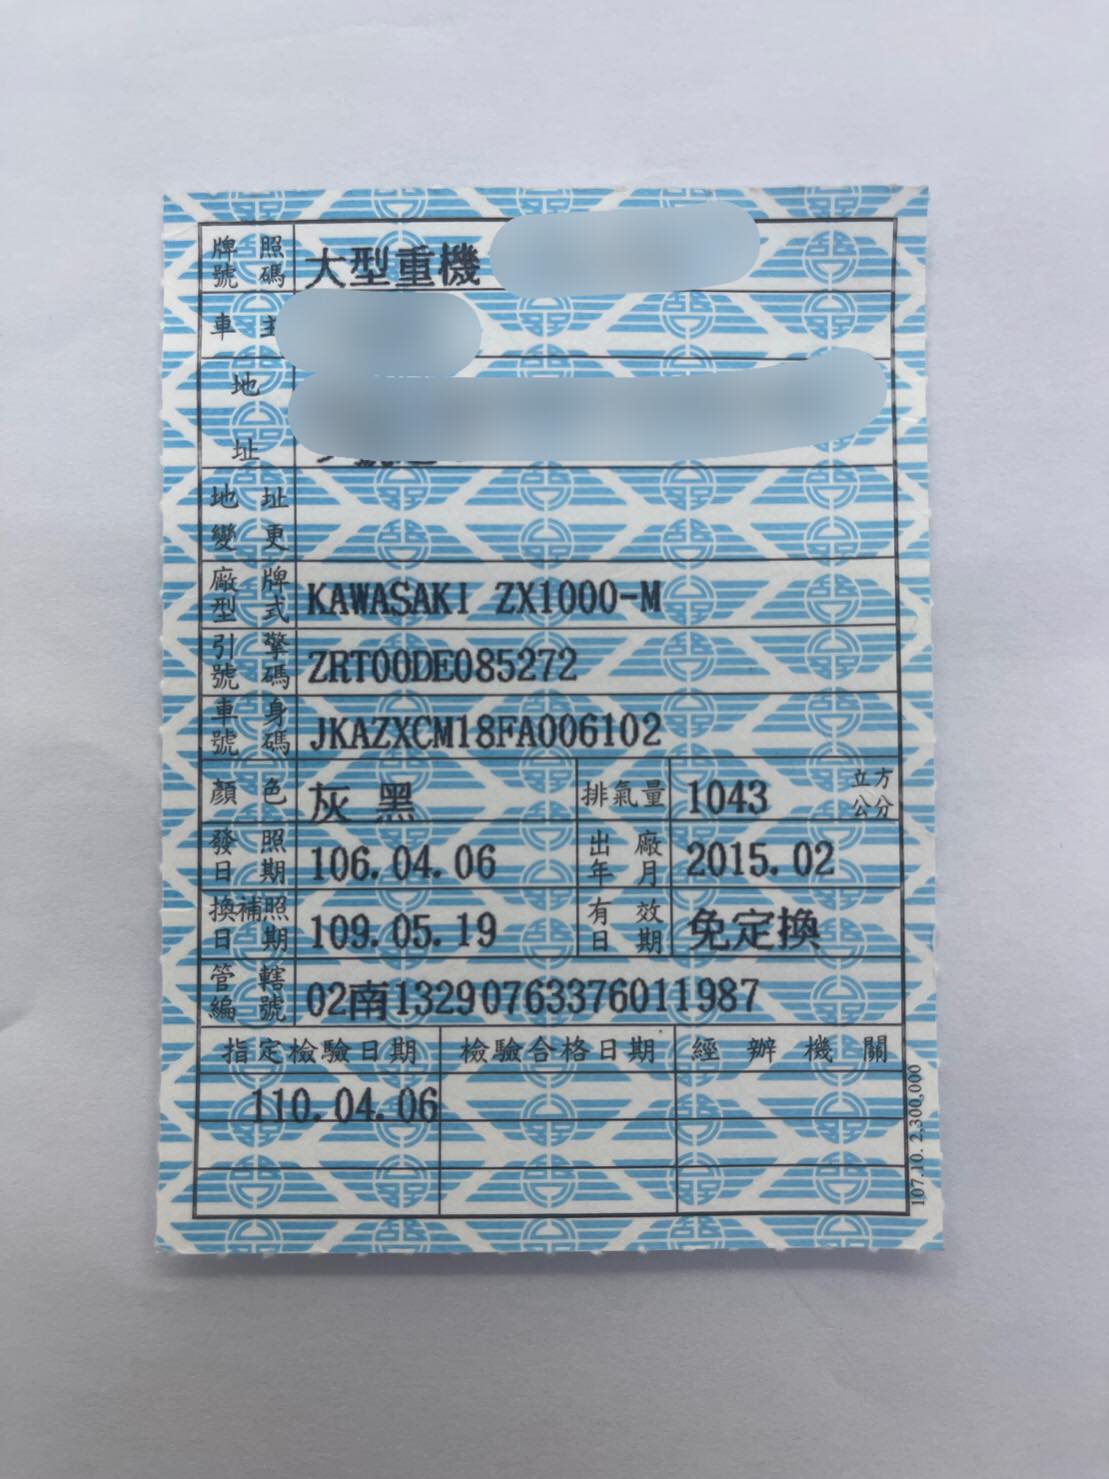 牌照號碼 大型重機
車主
地址
地址變更
廠牌型式 KAWASAKI ZX1000-M
引擎號碼 ZRT00DE085272
車身號碼 JKAZXCM18FA006102
顏色 灰 黑 排氣量 1043 立方公分
發照日期 106.04.06 出廠年月 2015.02
換補照日期 109.05.19 有效日期 免定換
管轄編號 02南13290763376011987
指定檢驗日期 檢驗合格日期 經辦機關
110.04.06
107.10. 2,300,000